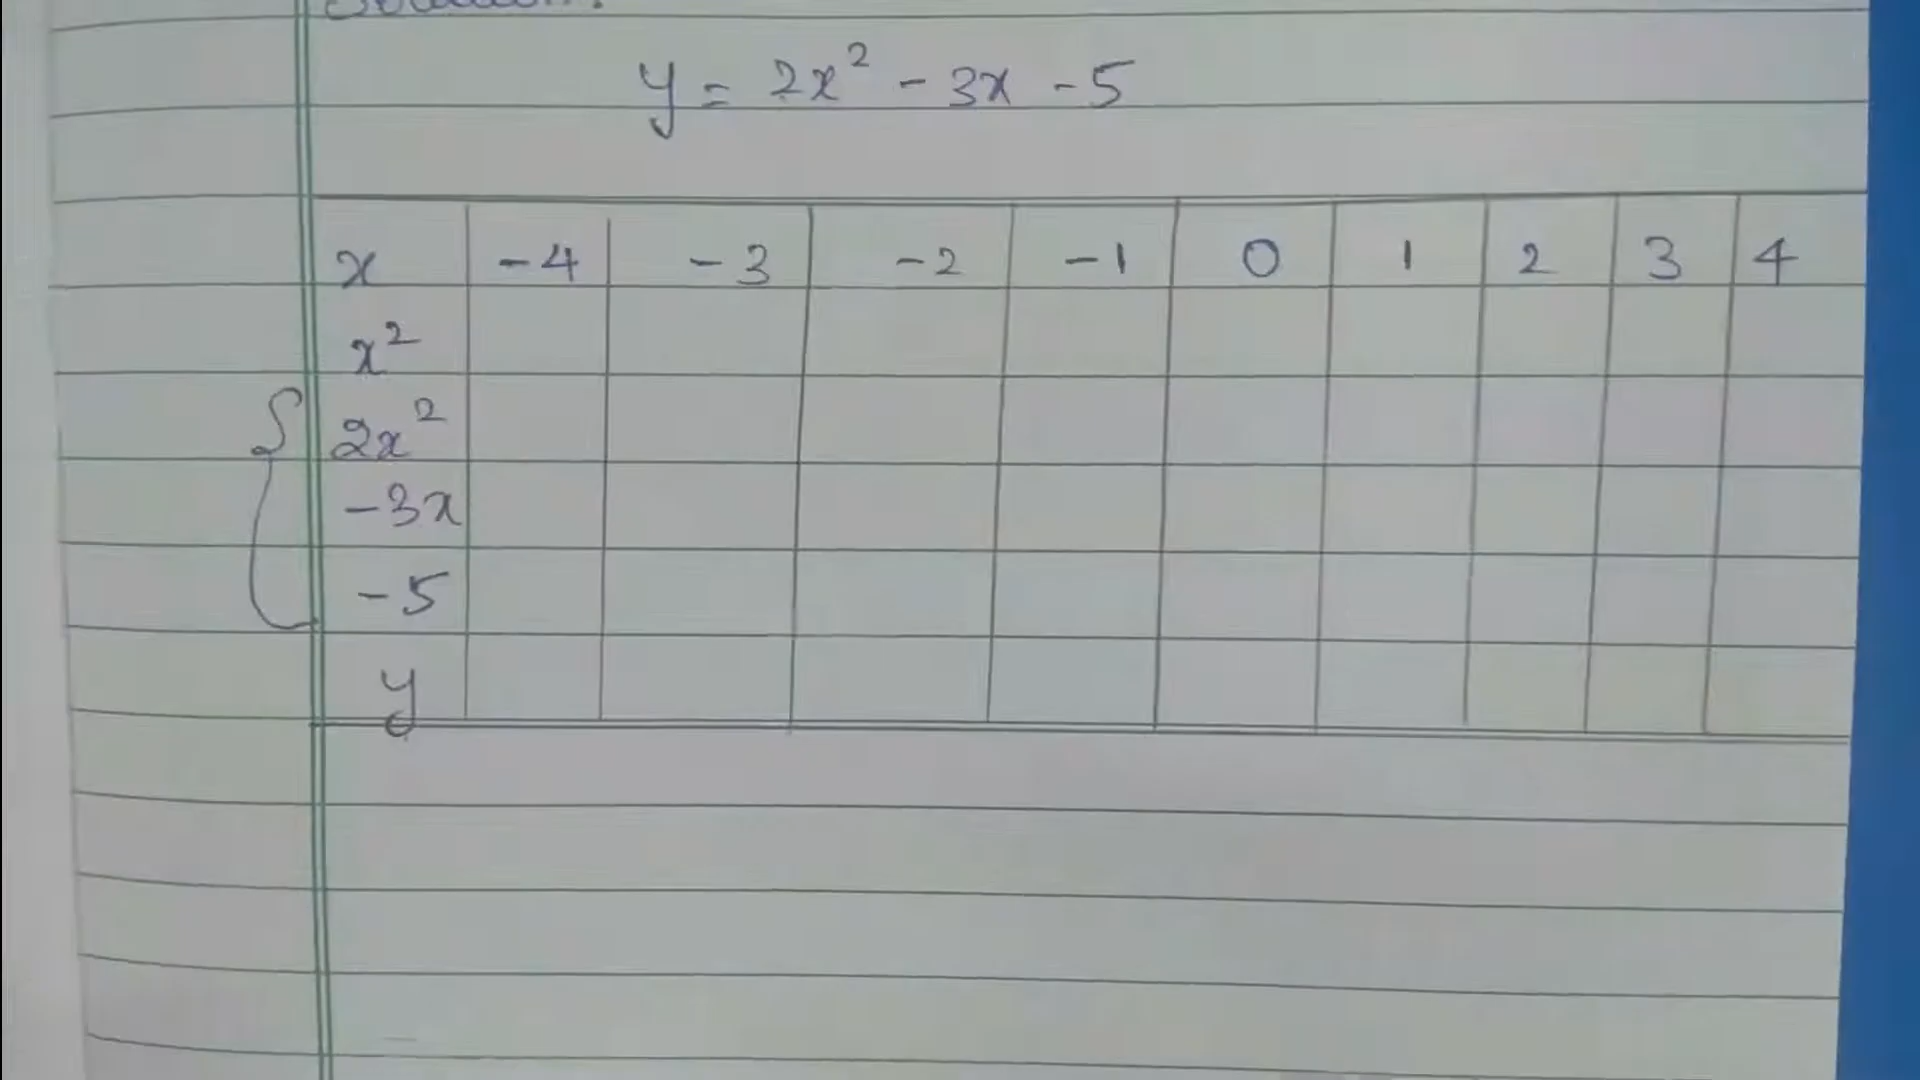 y = 2x² - 3x - 5
x -4 -3 -2 -1 0 1 2 3 4
x²
2x²
-3x
-5
y